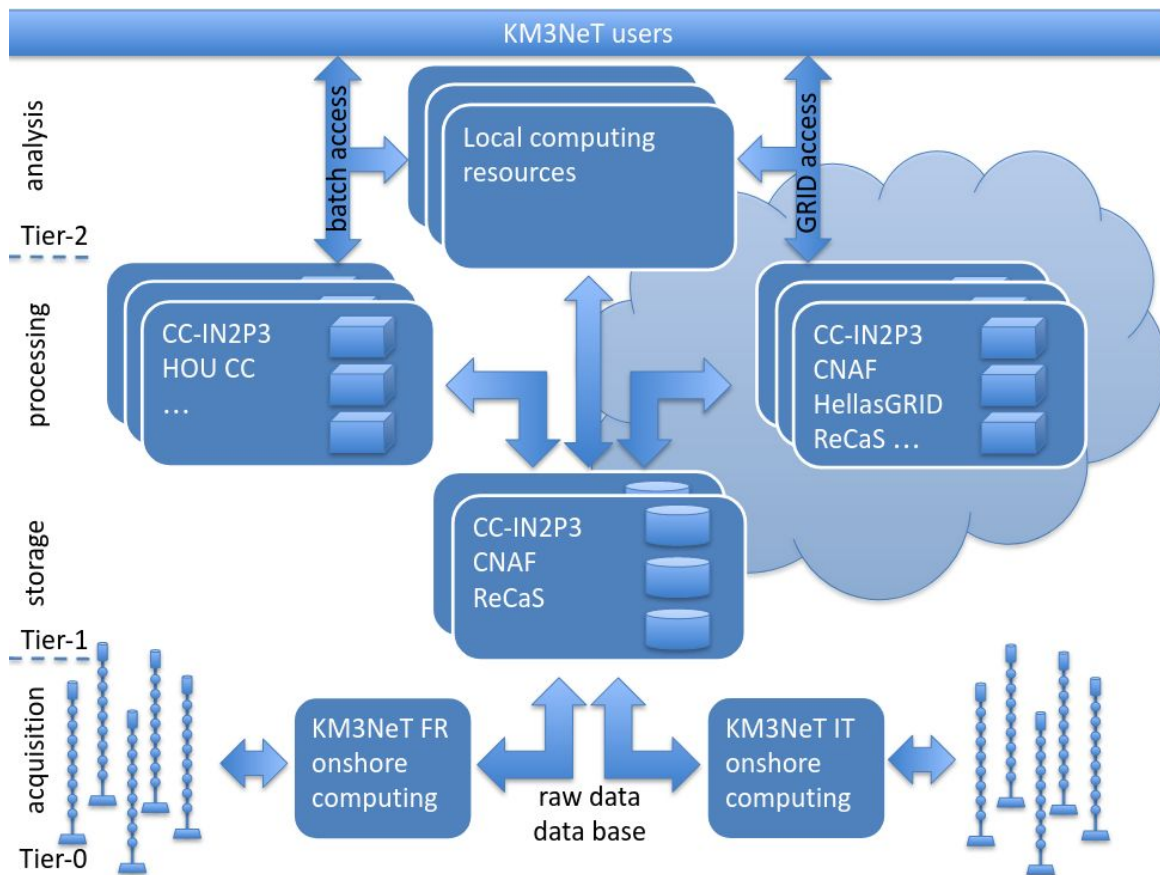 KM3NeT users
analysis
batch access
Local computing
resources
GRID access
Tier-2
processing
CC-IN2P3
HOU CC
…
CC-IN2P3
CNAF
HellasGRID
ReCaS …
storage
CC-IN2P3
CNAF
ReCaS
Tier-1
acquisition
KM3NeT FR
onshore
computing
raw data
data base
KM3NeT IT
onshore
computing
Tier-0